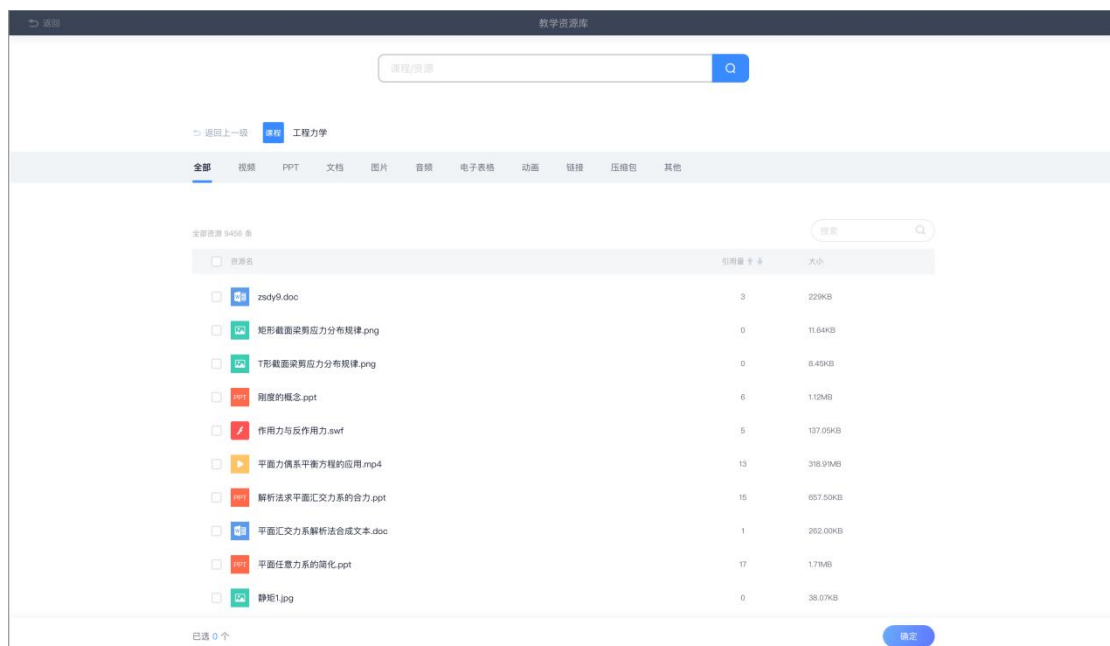 返回 教学资源库
课程/资源
返回上一级 课程 工程力学
全部 视频 PPT 文档 图片 音频 电子表格 动画 链接 压缩包 其他
全部资源 9456 条 搜索
资源名 引用量 大小
zsdy9.doc 3 229KB
矩形截面梁剪应力分布规律.png 0 11.64KB
T形截面梁剪应力分布规律.png 0 8.45KB
PPT 刚度的概念.ppt 6 1.12MB
作用力与反作用力.swf 5 137.05KB
平面力偶系平衡方程的应用.mp4 13 318.91MB
PPT 解析法求平面汇交力系的合力.ppt 15 657.50KB
平面汇交力系解析法合成文本.doc 1 262.00KB
PPT 平面任意力系的简化.ppt 17 1.71MB
静矩1.jpg 0 38.07KB
已选 0 个 确定